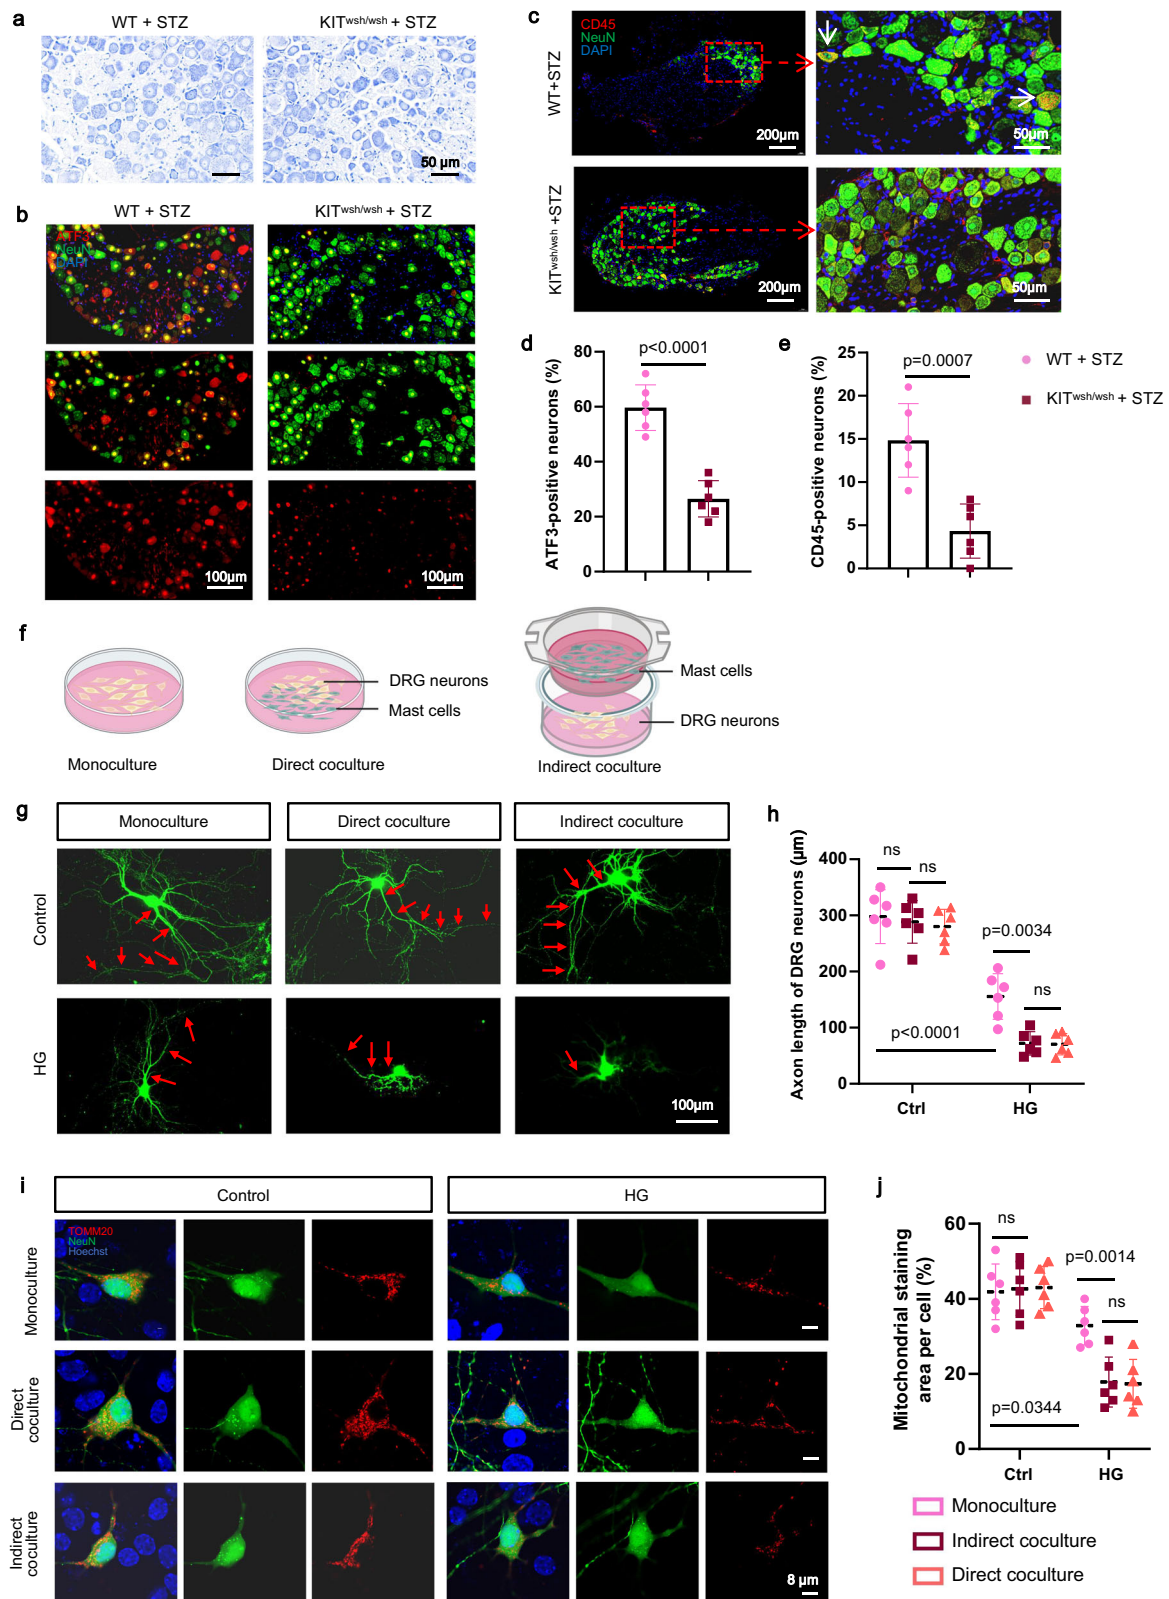 a
WT + STZ
KITwsh/wsh + STZ
50 µm
b
WT + STZ
KITwsh/wsh + STZ
ATF3
NeuN
DAPI
100µm
100µm
c
CD45
NeuN
DAPI
WT+STZ
200µm
50µm
KITwsh/wsh +STZ
200µm
50µm
d
ATF3-positive neurons (%)
80
60
40
20
0
p<0.0001
e
CD45-positive neurons (%)
25
20
15
10
5
0
p=0.0007
WT + STZ
KITwsh/wsh + STZ
f
DRG neurons
Mast cells
Mast cells
DRG neurons
Monoculture
Direct coculture
Indirect coculture
g
Monoculture
Direct coculture
Indirect coculture
Control
HG
100µm
h
Axon length of DRG neurons (µm)
400
300
200
100
0
ns
ns
p=0.0034
ns
p<0.0001
Ctrl
HG
i
Control
HG
TOMM20
NeuN
Hoechst
Monoculture
Direct
coculture
Indirect
coculture
8 µm
j
Mitochondrial staining
area per cell (%)
60
40
20
0
ns
p=0.0014
ns
p=0.0344
Ctrl
HG
Monoculture
Indirect coculture
Direct coculture